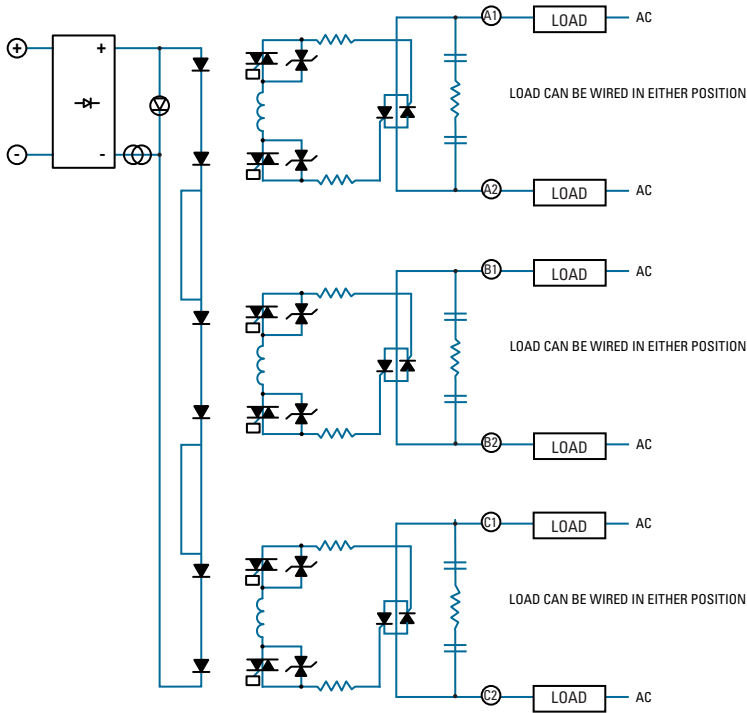 A1 LOAD AC
+ +
LOAD CAN BE WIRED IN EITHER POSITION
- -
A2 LOAD AC
B1 LOAD AC
LOAD CAN BE WIRED IN EITHER POSITION
B2 LOAD AC
C1 LOAD AC
LOAD CAN BE WIRED IN EITHER POSITION
C2 LOAD AC